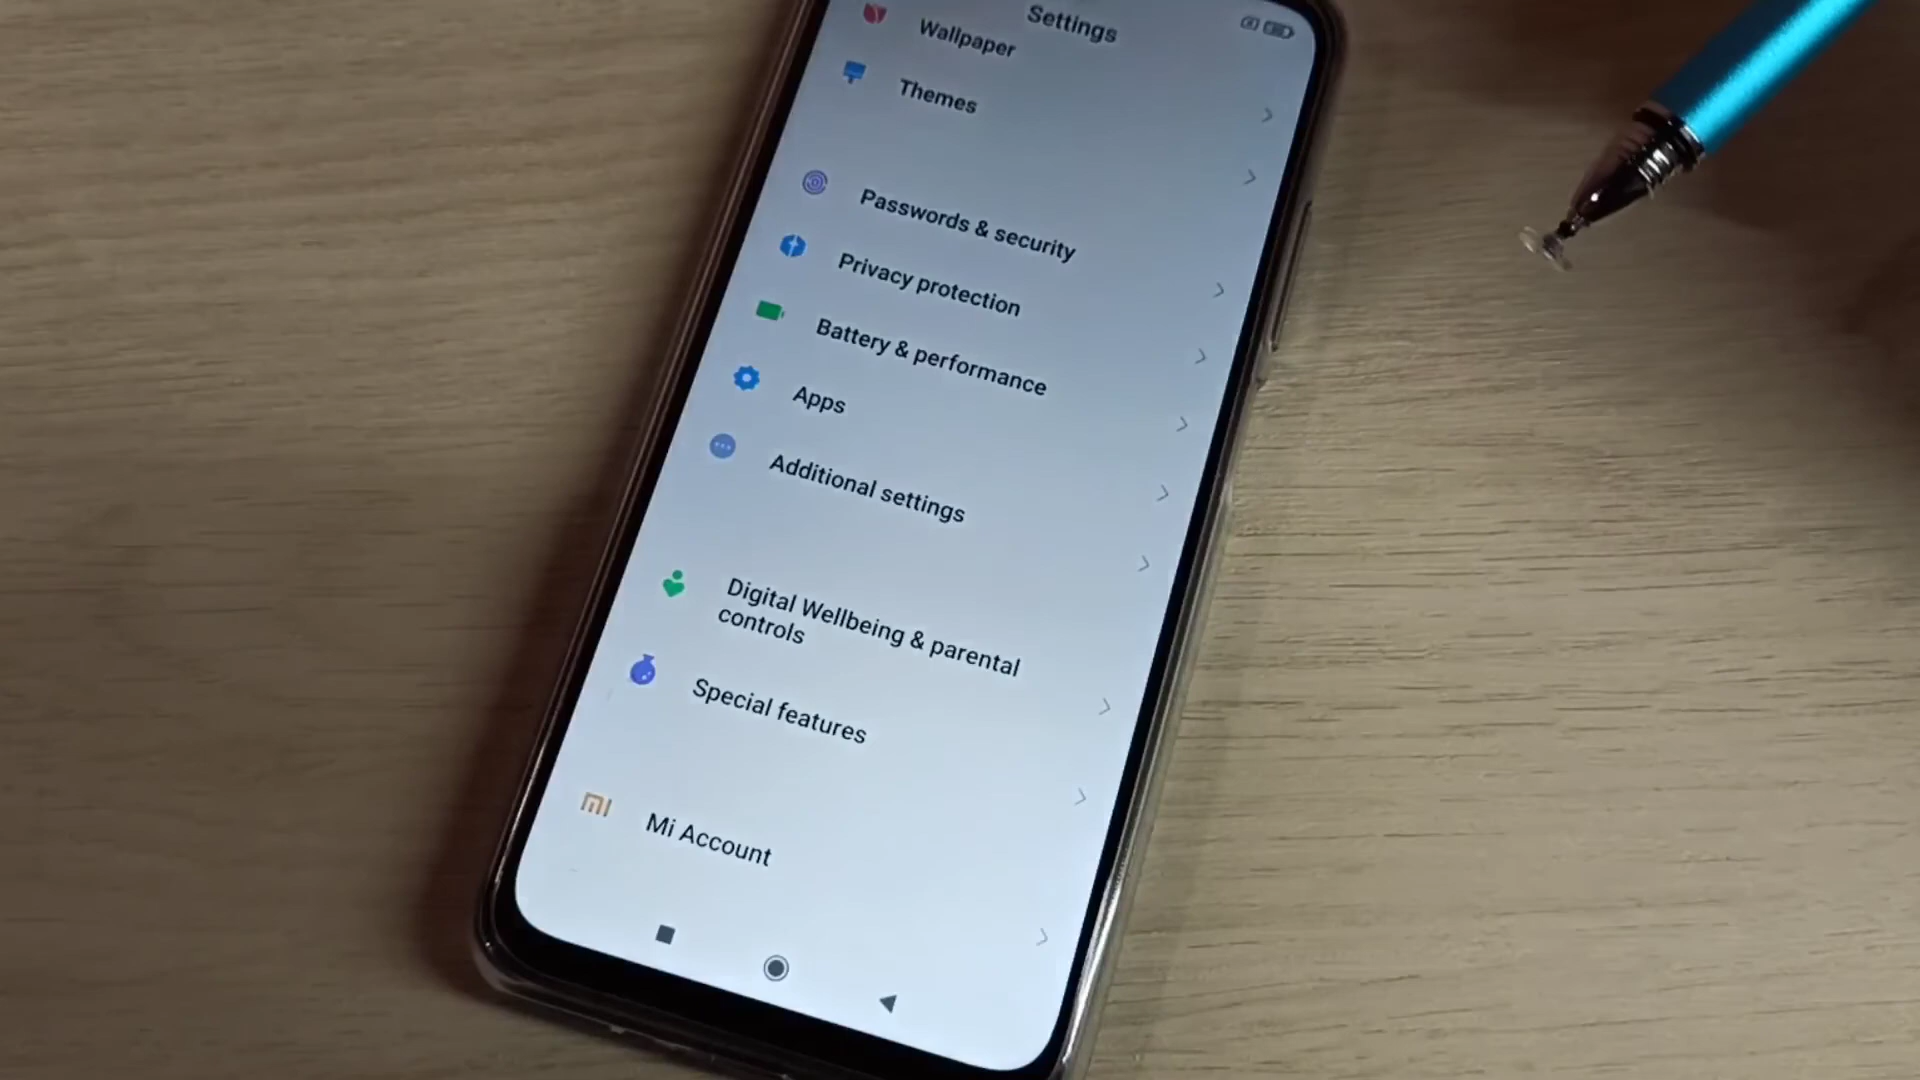 Settings
Wallpaper
Themes
Passwords & security
Privacy protection
Battery & performance
Apps
Additional settings
Digital Wellbeing & parental
controls
Special features
Mi Account